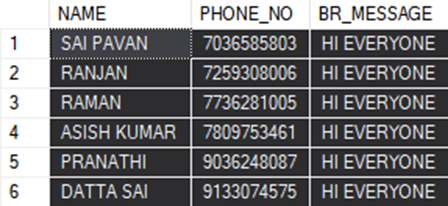 NAME PHONE_NO BR_MESSAGE
1 SAI PAVAN 7036585803 HI EVERYONE
2 RANJAN 7259308006 HI EVERYONE
3 RAMAN 7736281005 HI EVERYONE
4 ASISH KUMAR 7809753461 HI EVERYONE
5 PRANATHI 9036248087 HI EVERYONE
6 DATTA SAI 9133074575 HI EVERYONE